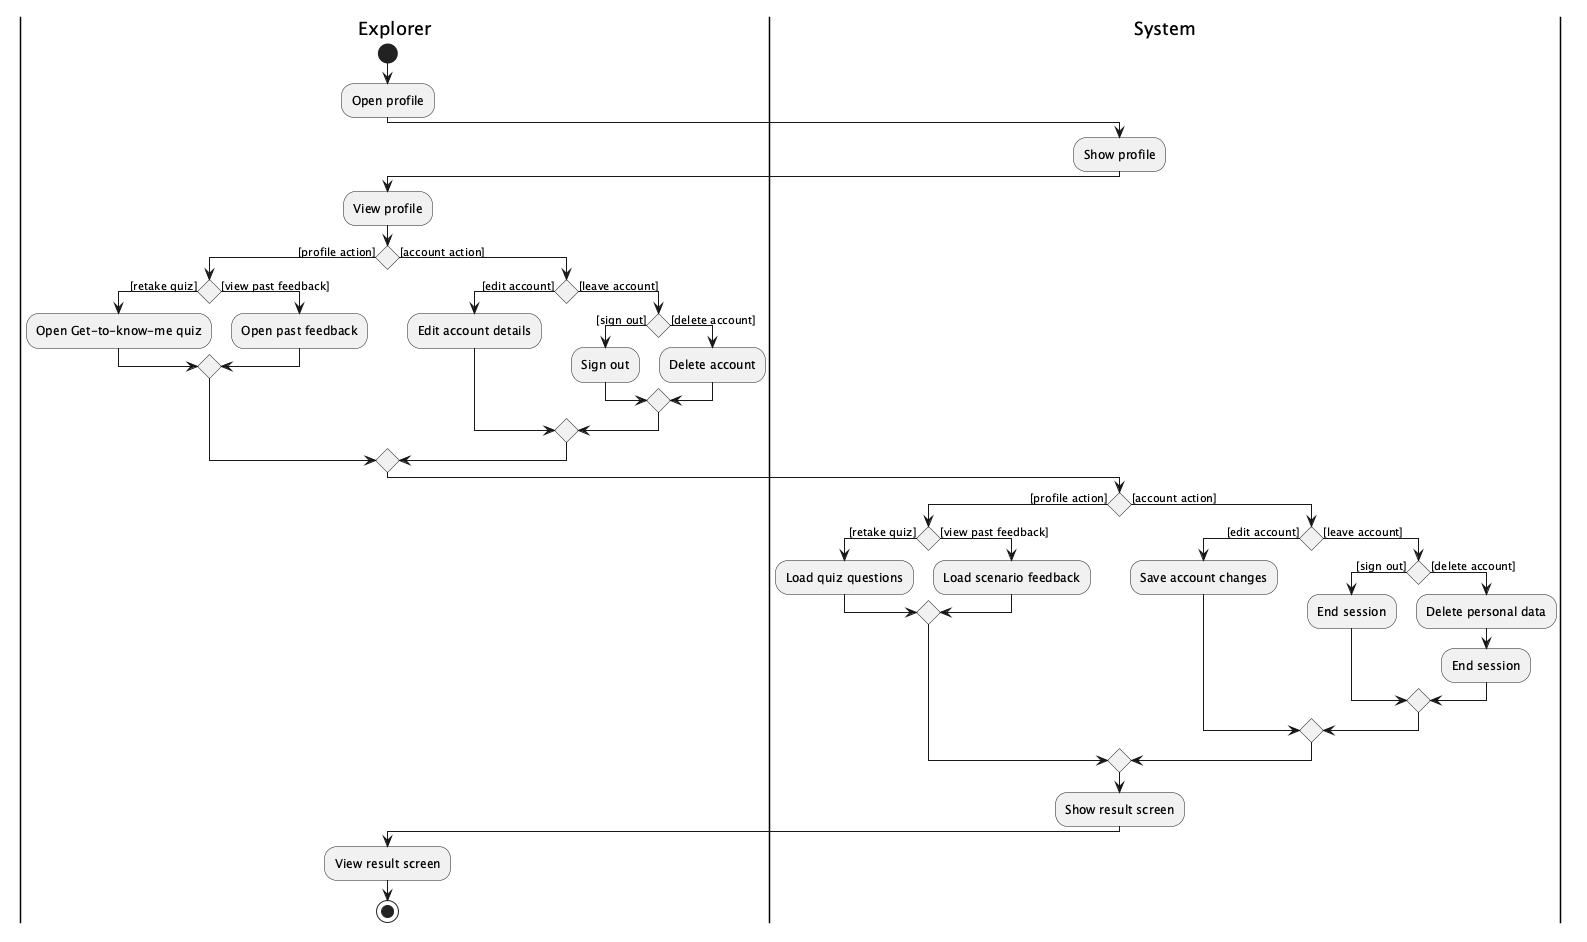 Explorer
System
Open profile
Show profile
View profile
[profile action]
[account action]
[retake quiz]
[view past feedback]
[edit account]
[leave account]
Open Get-to-know-me quiz
Open past feedback
Edit account details
[sign out]
[delete account]
Sign out
Delete account
[profile action]
[account action]
[retake quiz]
[view past feedback]
[edit account]
[leave account]
Load quiz questions
Load scenario feedback
Save account changes
[sign out]
[delete account]
End session
Delete personal data
End session
Show result screen
View result screen